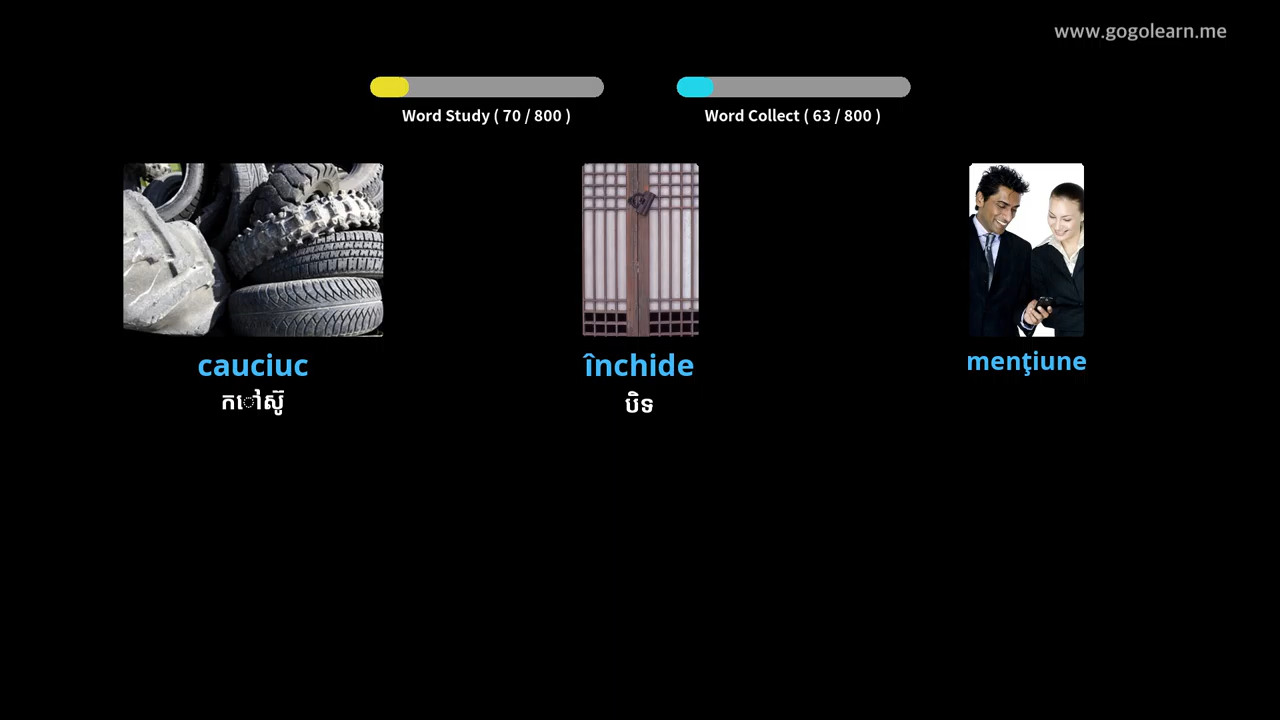 www.gogolearn.me
Word Study ( 70 / 800 )
Word Collect ( 63 / 800 )
cauciuc
កៅស៊ូ
închide
បិទ
menţiune